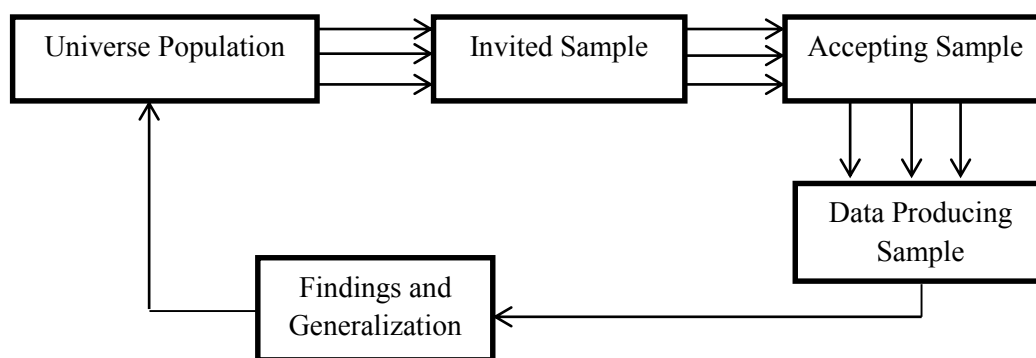 Universe Population
Invited Sample
Accepting Sample
Data Producing
Sample
Findings and
Generalization